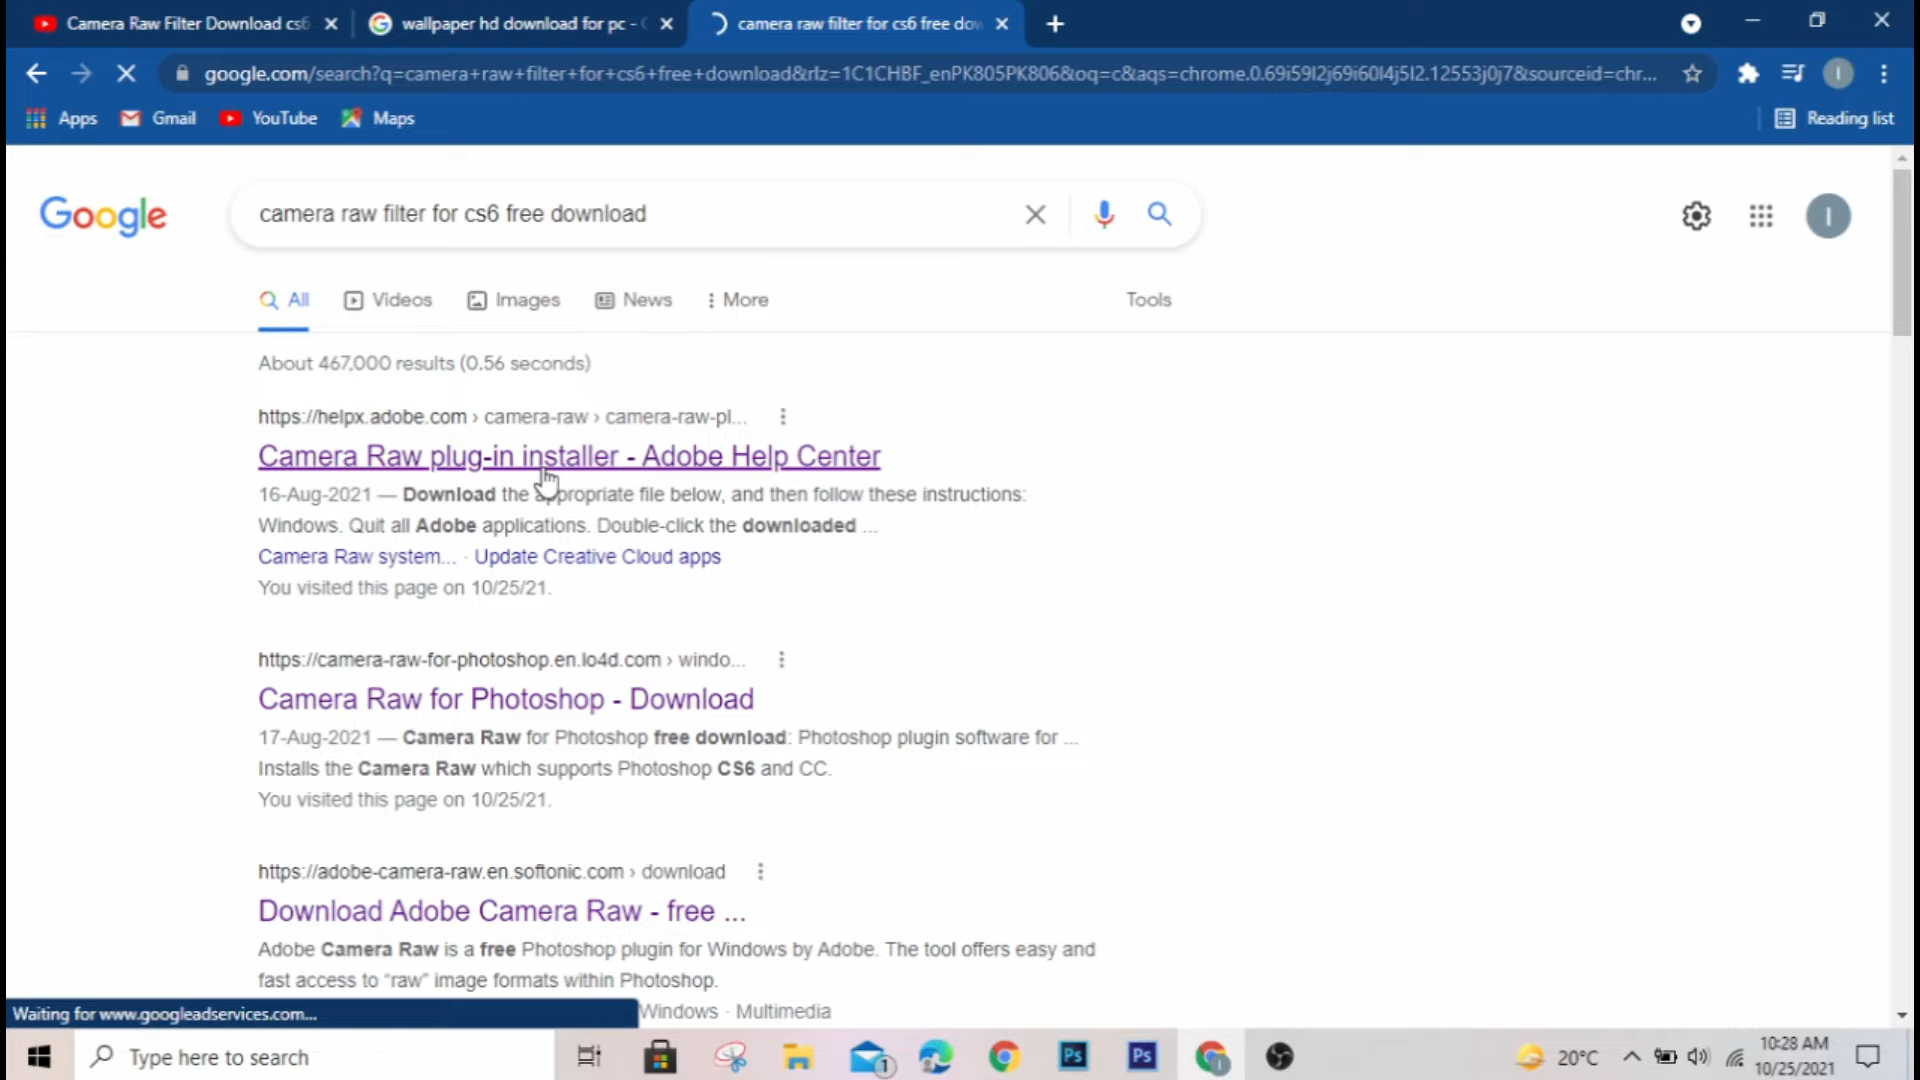 Camera Raw Filter Download cs6
wallpaper hd download for pc -
camera raw filter for cs6 free dow
google.com/search?q=camera+raw+filter+for+cs6+free+download&rlz=1C1CHBF_enPK805PK806&oq=c&aqs=chrome.0.69i59l2j69i60l4j5l2.12553j0j7&sourceid=chr...
I
Apps
Gmail
YouTube
Maps
Reading list
Google
camera raw filter for cs6 free download
I
All
Videos
Images
News
More
Tools
About 467,000 results (0.56 seconds)
https://helpx.adobe.com › camera-raw › camera-raw-pl...
Camera Raw plug-in installer - Adobe Help Center
16-Aug-2021 — Download the appropriate file below, and then follow these instructions:
Windows. Quit all Adobe applications. Double-click the downloaded ...
Camera Raw system... · Update Creative Cloud apps
You visited this page on 10/25/21.
https://camera-raw-for-photoshop.en.lo4d.com › windo...
Camera Raw for Photoshop - Download
17-Aug-2021 — Camera Raw for Photoshop free download: Photoshop plugin software for ...
Installs the Camera Raw which supports Photoshop CS6 and CC.
You visited this page on 10/25/21.
https://adobe-camera-raw.en.softonic.com › download
Download Adobe Camera Raw - free ...
Adobe Camera Raw is a free Photoshop plugin for Windows by Adobe. The tool offers easy and
fast access to "raw" image formats within Photoshop.
Windows · Multimedia
Waiting for www.googleadservices.com...
Type here to search
1
Ps
Ps
I
20°C
10:28 AM
10/25/2021